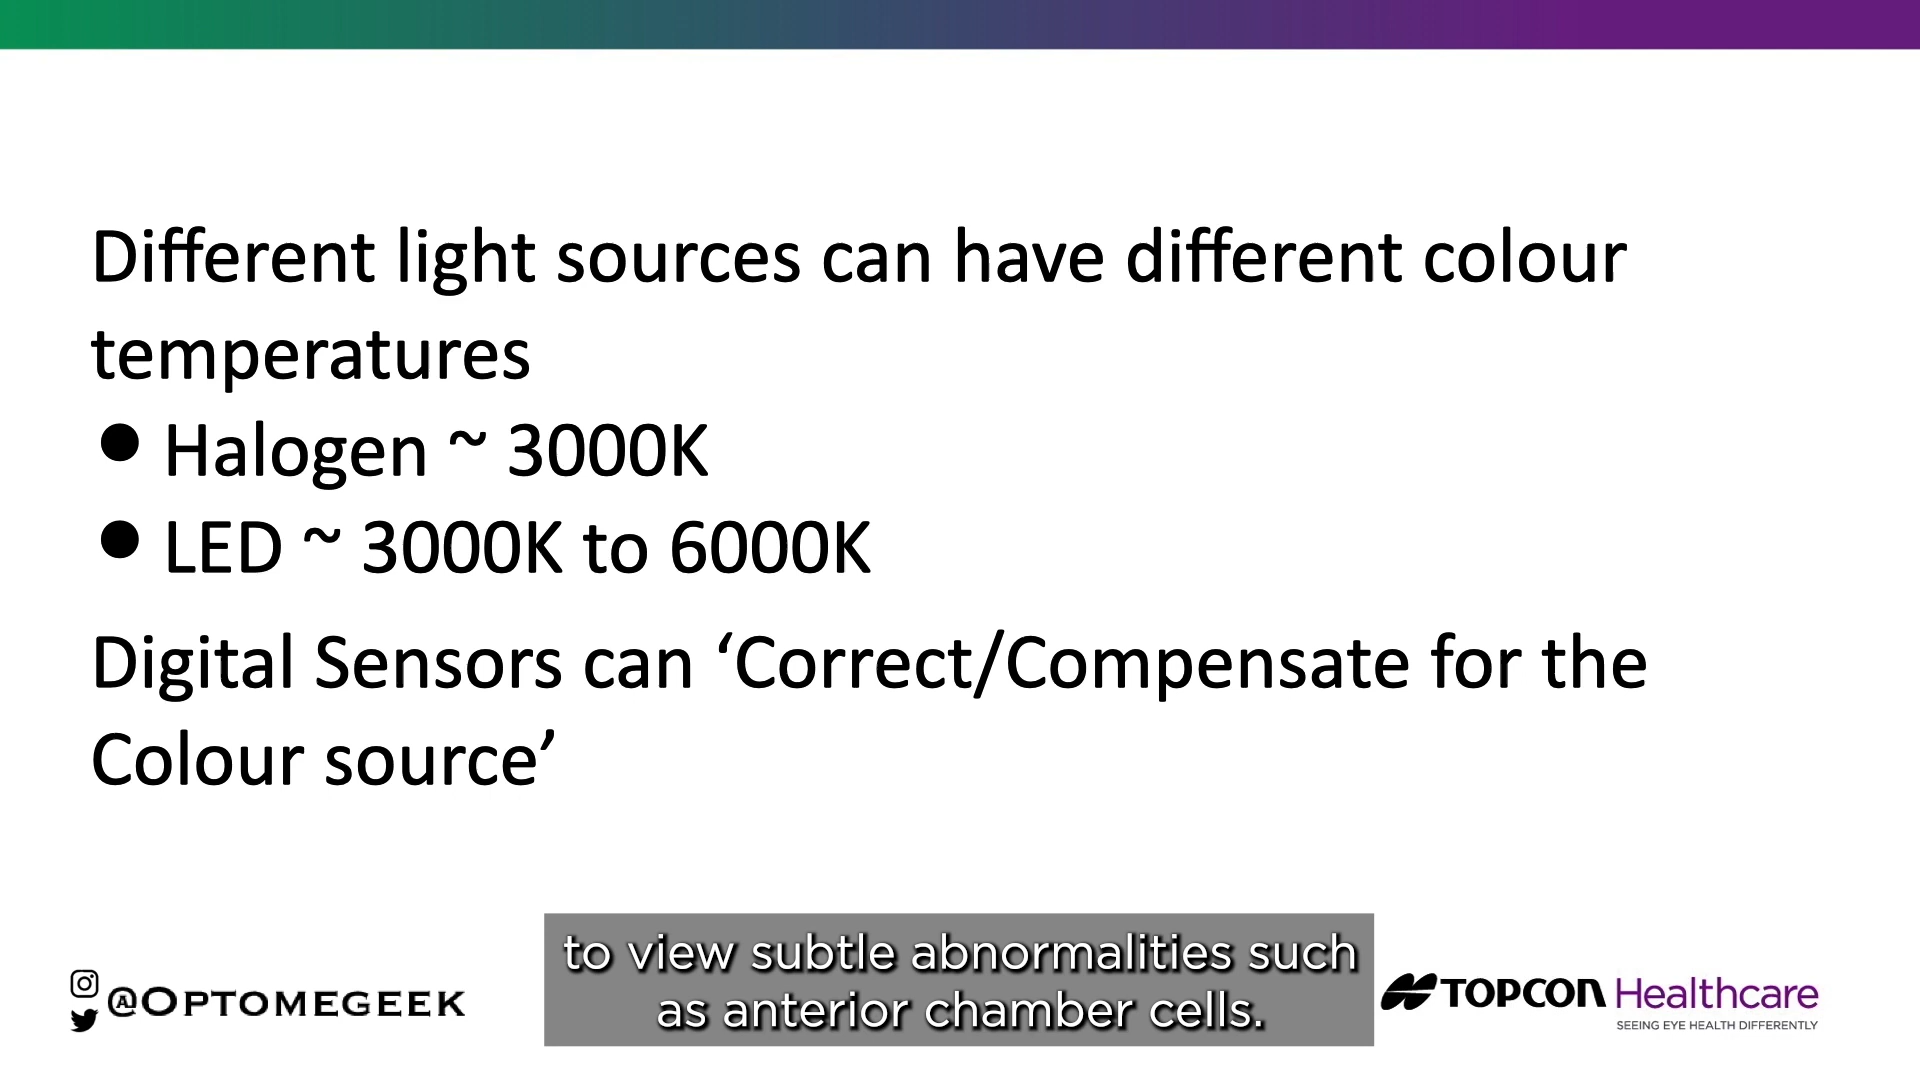 Different light sources can have different colour
temperatures
● Halogen ~ 3000K
● LED ~ 3000K to 6000K
Digital Sensors can ‘Correct/Compensate for the
Colour source’
to view subtle abnormalities such
as anterior chamber cells.
@OPTOMEGEEK
TOPCON Healthcare
SEEING EYE HEALTH DIFFERENTLY